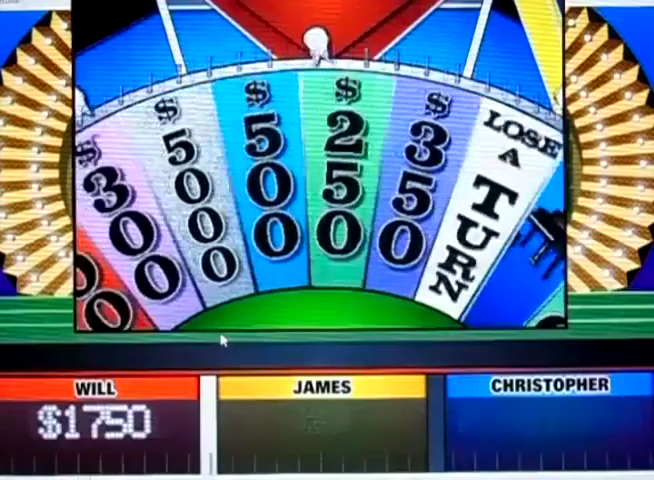 $300
$5000
$500
$250
$350
LOSE A TURN
WILL
JAMES
CHRISTOPHER
$1750